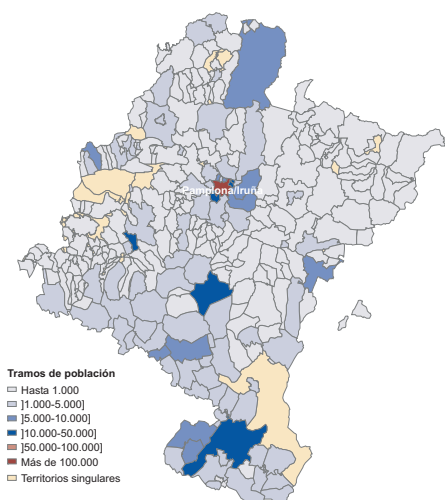 Pamplona/Iruña
Tramos de población
Hasta 1.000
]1.000-5.000]
]5.000-10.000]
]10.000-50.000]
]50.000-100.000]
Más de 100.000
Territorios singulares